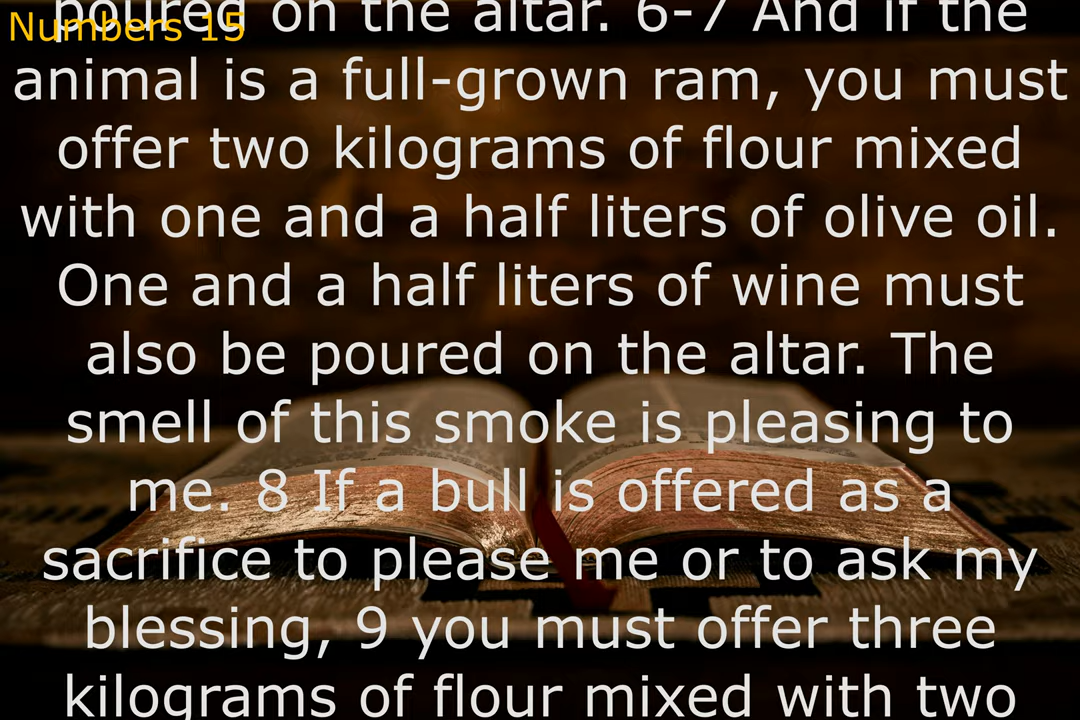 Numbers 15
poured on the altar. 6-7 And if the
animal is a full-grown ram, you must
offer two kilograms of flour mixed
with one and a half liters of olive oil.
One and a half liters of wine must
also be poured on the altar. The
smell of this smoke is pleasing to
me. 8 If a bull is offered as a
sacrifice to please me or to ask my
blessing, 9 you must offer three
kilograms of flour mixed with two